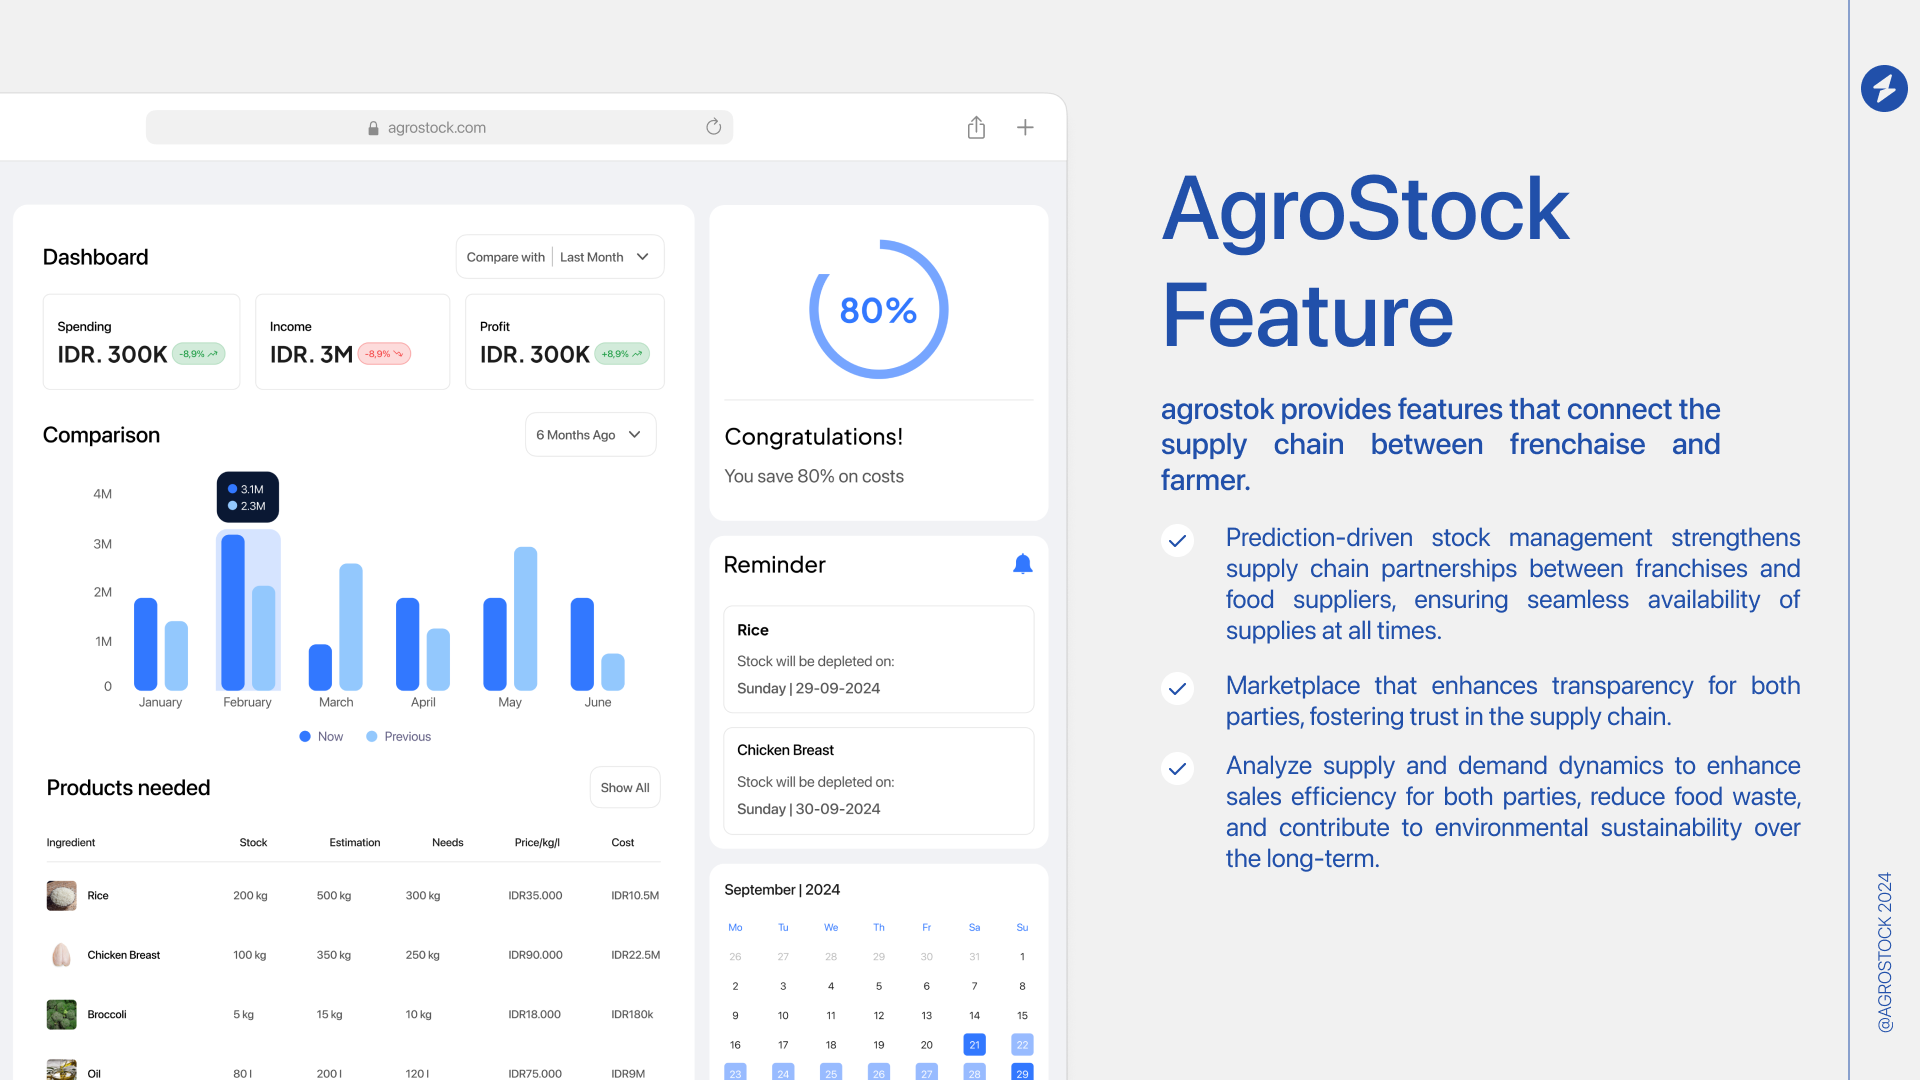 agrostock.com
Dashboard
Compare with | Last Month
Spending
IDR. 300K -8,9%
Income
IDR. 3M -8,9%
Profit
IDR. 300K +8,9%
Comparison
6 Months Ago
3.1M
2.3M
4M
3M
2M
1M
0
January February March April May June
Now Previous
Products needed
Show All
Ingredient Stock Estimation Needs Price/kg/l Cost
Rice 200 kg 500 kg 300 kg IDR35.000 IDR10.5M
Chicken Breast 100 kg 350 kg 250 kg IDR90.000 IDR22.5M
Broccoli 5 kg 15 kg 10 kg IDR18.000 IDR180k
Oil 80 l 200 l 120 l IDR75.000 IDR9M
80%
Congratulations!
You save 80% on costs
Reminder
Rice
Stock will be depleted on:
Sunday | 29-09-2024
Chicken Breast
Stock will be depleted on:
Sunday | 30-09-2024
September | 2024
Mo Tu We Th Fr Sa Su
26 27 28 29 30 31 1
2 3 4 5 6 7 8
9 10 11 12 13 14 15
16 17 18 19 20 21 22
23 24 25 26 27 28 29
AgroStock
Feature
agrostok provides features that connect the
supply chain between frenchaise and
farmer.
Prediction-driven stock management strengthens
supply chain partnerships between franchises and
food suppliers, ensuring seamless availability of
supplies at all times.
Marketplace that enhances transparency for both
parties, fostering trust in the supply chain.
Analyze supply and demand dynamics to enhance
sales efficiency for both parties, reduce food waste,
and contribute to environmental sustainability over
the long-term.
@AGROSTOCK 2024